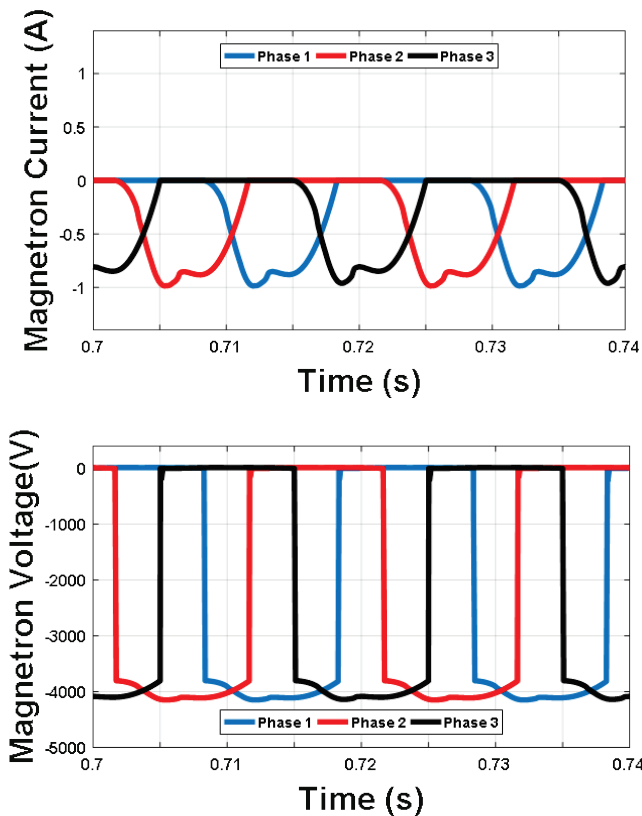 Magnetron Current (A)
Phase 1 Phase 2 Phase 3
1
0.5
0
-0.5
-1
0.7 0.71 0.72 0.73 0.74
Time (s)
Magnetron Voltage(V)
0
-1000
-2000
-3000
-4000
-5000
Phase 1 Phase 2 Phase 3
0.7 0.71 0.72 0.73 0.74
Time (s)